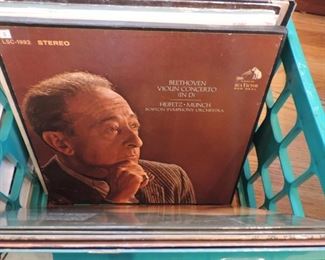 LSC-1992 STEREO
BEETHOVEN
VIOLIN CONCERTO
(IN D)
HEIFETZ • MUNCH
BOSTON SYMPHONY ORCHESTRA
RCA VICTOR